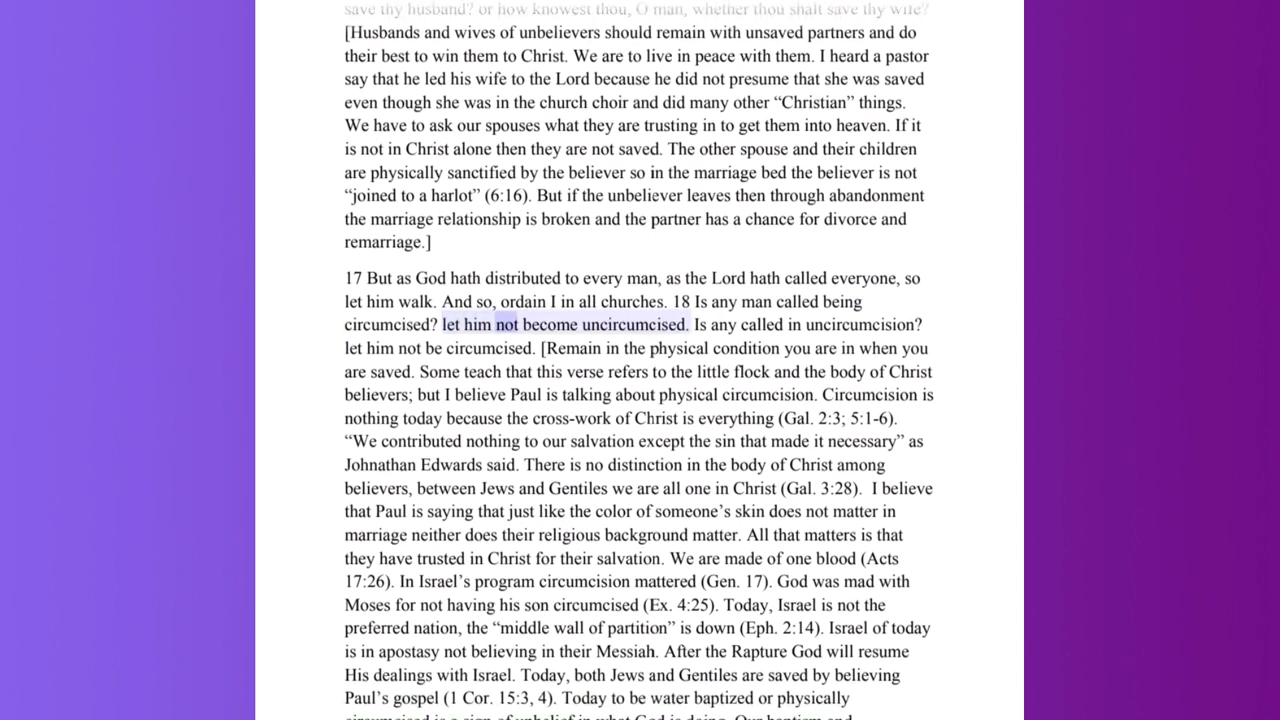 save thy husband? or how knowest thou, O man, whether thou shalt save thy wife?
[Husbands and wives of unbelievers should remain with unsaved partners and do
their best to win them to Christ. We are to live in peace with them. I heard a pastor
say that he led his wife to the Lord because he did not presume that she was saved
even though she was in the church choir and did many other “Christian” things.
We have to ask our spouses what they are trusting in to get them into heaven. If it
is not in Christ alone then they are not saved. The other spouse and their children
are physically sanctified by the believer so in the marriage bed the believer is not
“joined to a harlot” (6:16). But if the unbeliever leaves then through abandonment
the marriage relationship is broken and the partner has a chance for divorce and
remarriage.]
17 But as God hath distributed to every man, as the Lord hath called everyone, so
let him walk. And so, ordain I in all churches. 18 Is any man called being
circumcised? let him not become uncircumcised. Is any called in uncircumcision?
let him not be circumcised. [Remain in the physical condition you are in when you
are saved. Some teach that this verse refers to the little flock and the body of Christ
believers; but I believe Paul is talking about physical circumcision. Circumcision is
nothing today because the cross-work of Christ is everything (Gal. 2:3; 5:1-6).
“We contributed nothing to our salvation except the sin that made it necessary” as
Johnathan Edwards said. There is no distinction in the body of Christ among
believers, between Jews and Gentiles we are all one in Christ (Gal. 3:28).  I believe
that Paul is saying that just like the color of someone’s skin does not matter in
marriage neither does their religious background matter. All that matters is that
they have trusted in Christ for their salvation. We are made of one blood (Acts
17:26). In Israel’s program circumcision mattered (Gen. 17). God was mad with
Moses for not having his son circumcised (Ex. 4:25). Today, Israel is not the
preferred nation, the “middle wall of partition” is down (Eph. 2:14). Israel of today
is in apostasy not believing in their Messiah. After the Rapture God will resume
His dealings with Israel. Today, both Jews and Gentiles are saved by believing
Paul’s gospel (1 Cor. 15:3, 4). Today to be water baptized or physically
circumcised is a sign of unbelief in what God is doing. Our baptism and